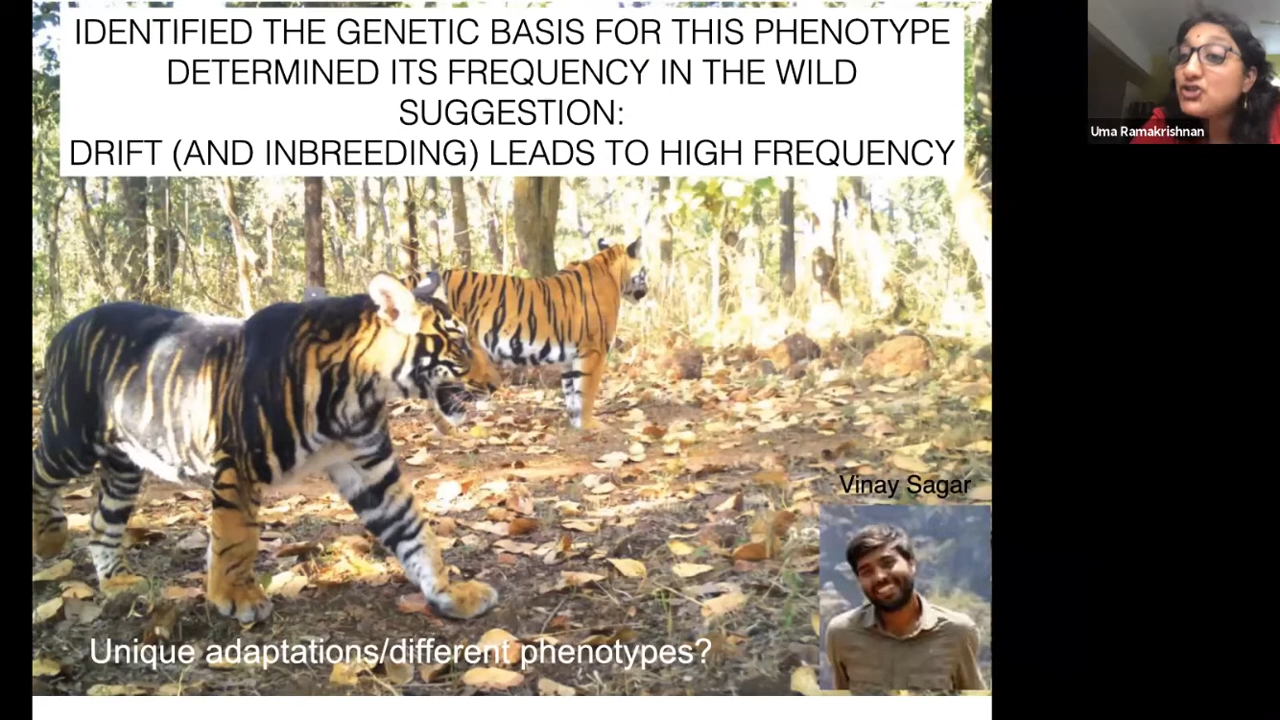 IDENTIFIED THE GENETIC BASIS FOR THIS PHENOTYPE
DETERMINED ITS FREQUENCY IN THE WILD
SUGGESTION:
DRIFT (AND INBREEDING) LEADS TO HIGH FREQUENCY
Uma Ramakrishnan
Vinay Sagar
Unique adaptations/different phenotypes?